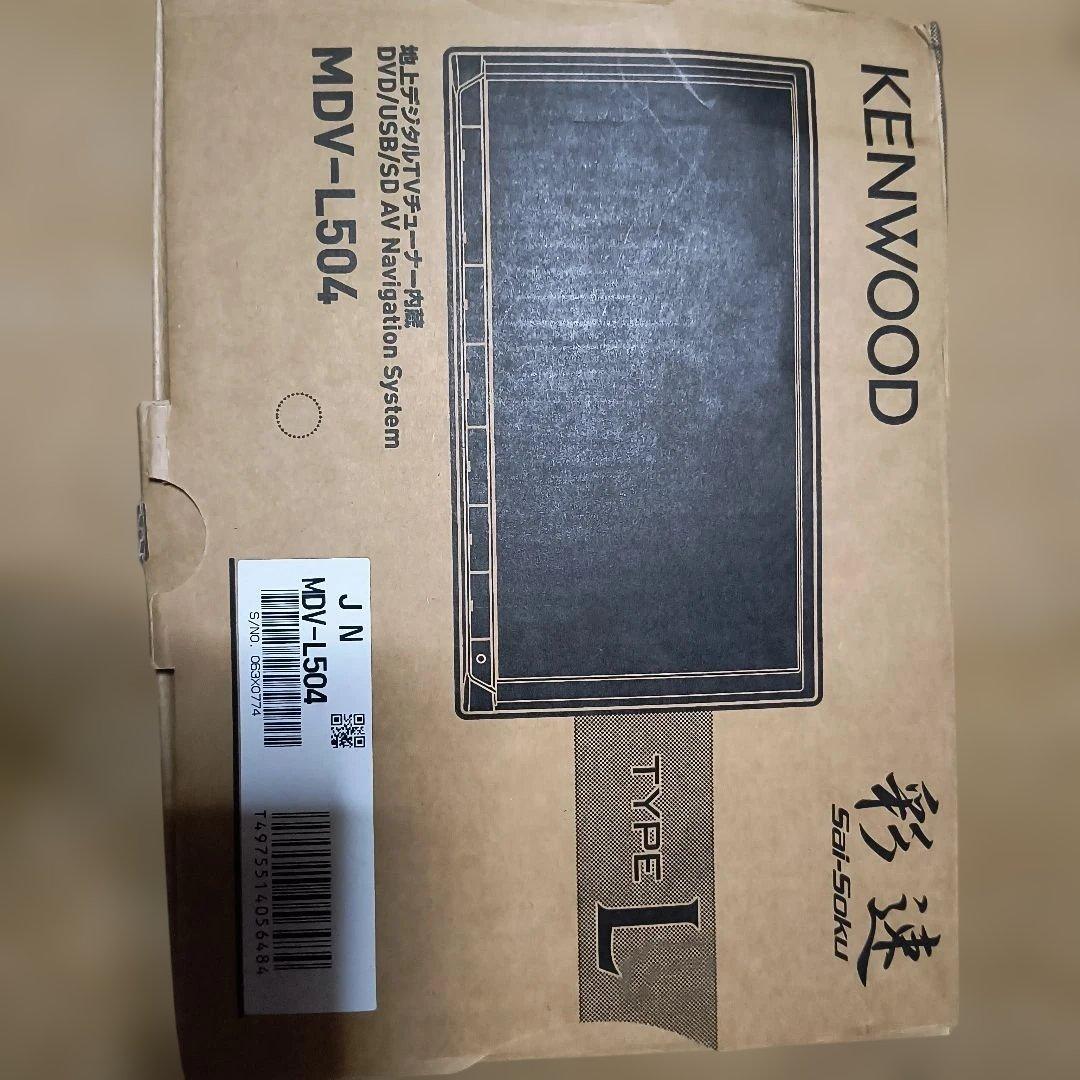 KENWOOD
彩速
Sai-Soku
TYPE L
地上デジタルTVチューナー内蔵
DVD/USB/SD AV Navigation System
MDV-L504
J N
MDV-L504
S/NO. 063X0774
T4975514056484